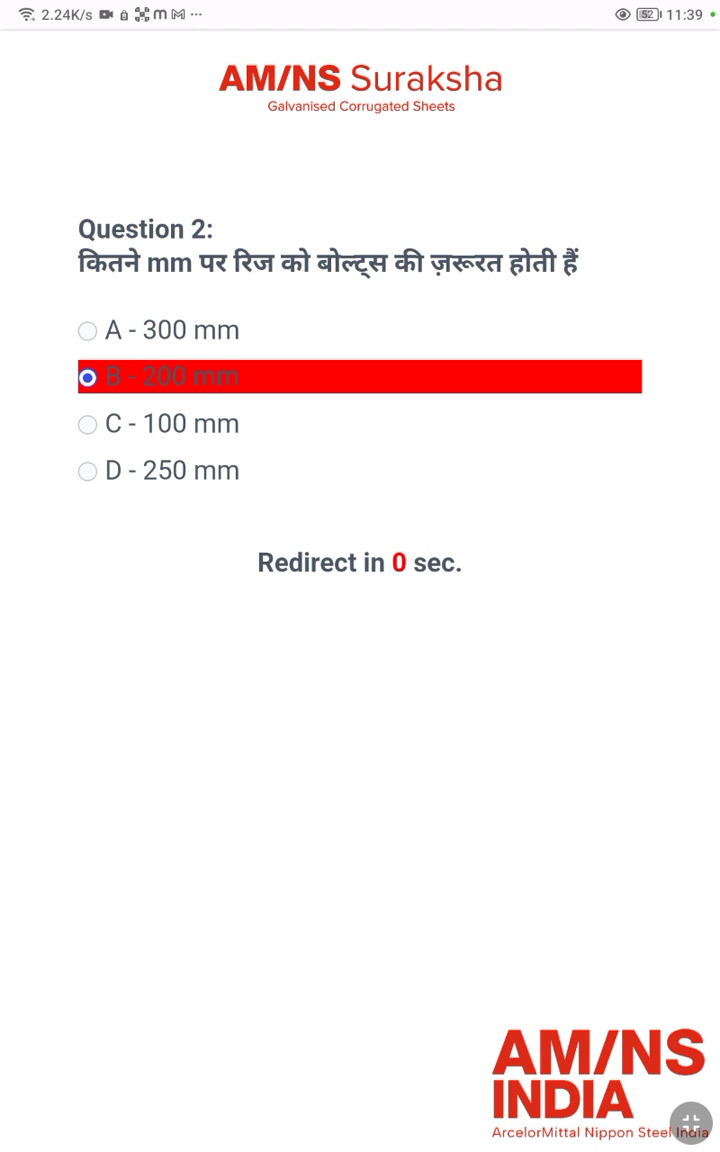 2.24K/s 52 11:39
AM/NS Suraksha
Galvanised Corrugated Sheets
Question 2:
कितने mm पर रिज को बोल्ट्स की ज़रूरत होती हैं
A - 300 mm
B - 200 mm
C - 100 mm
D - 250 mm
Redirect in 0 sec.
AM/NS
INDIA
ArcelorMittal Nippon Steel India